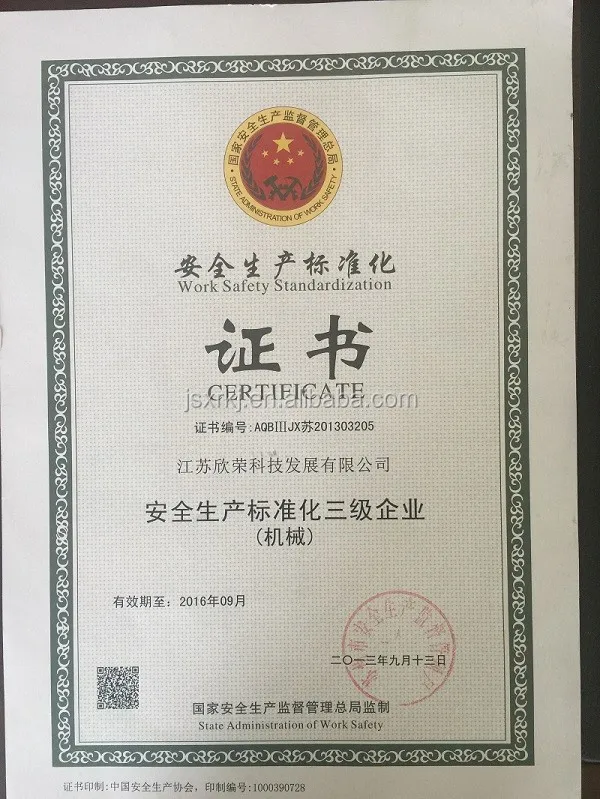 国家安全生产监督管理总局
STATE ADMINISTRATION OF WORK SAFETY
安全生产标准化
Work Safety Standardization
证书
CERTIFICATE
jsxrkj.en.alibaba.com
证书编号:AQBⅢJX苏201303205
江苏欣荣科技发展有限公司
安全生产标准化三级企业
(机械)
有效期至: 2016年09月
市安全生产监督
二〇一三年九月十三日
国家安全生产监督管理总局监制
State Administration of Work Safety
证书印制:中国安全生产协会, 印制编号:1000390728